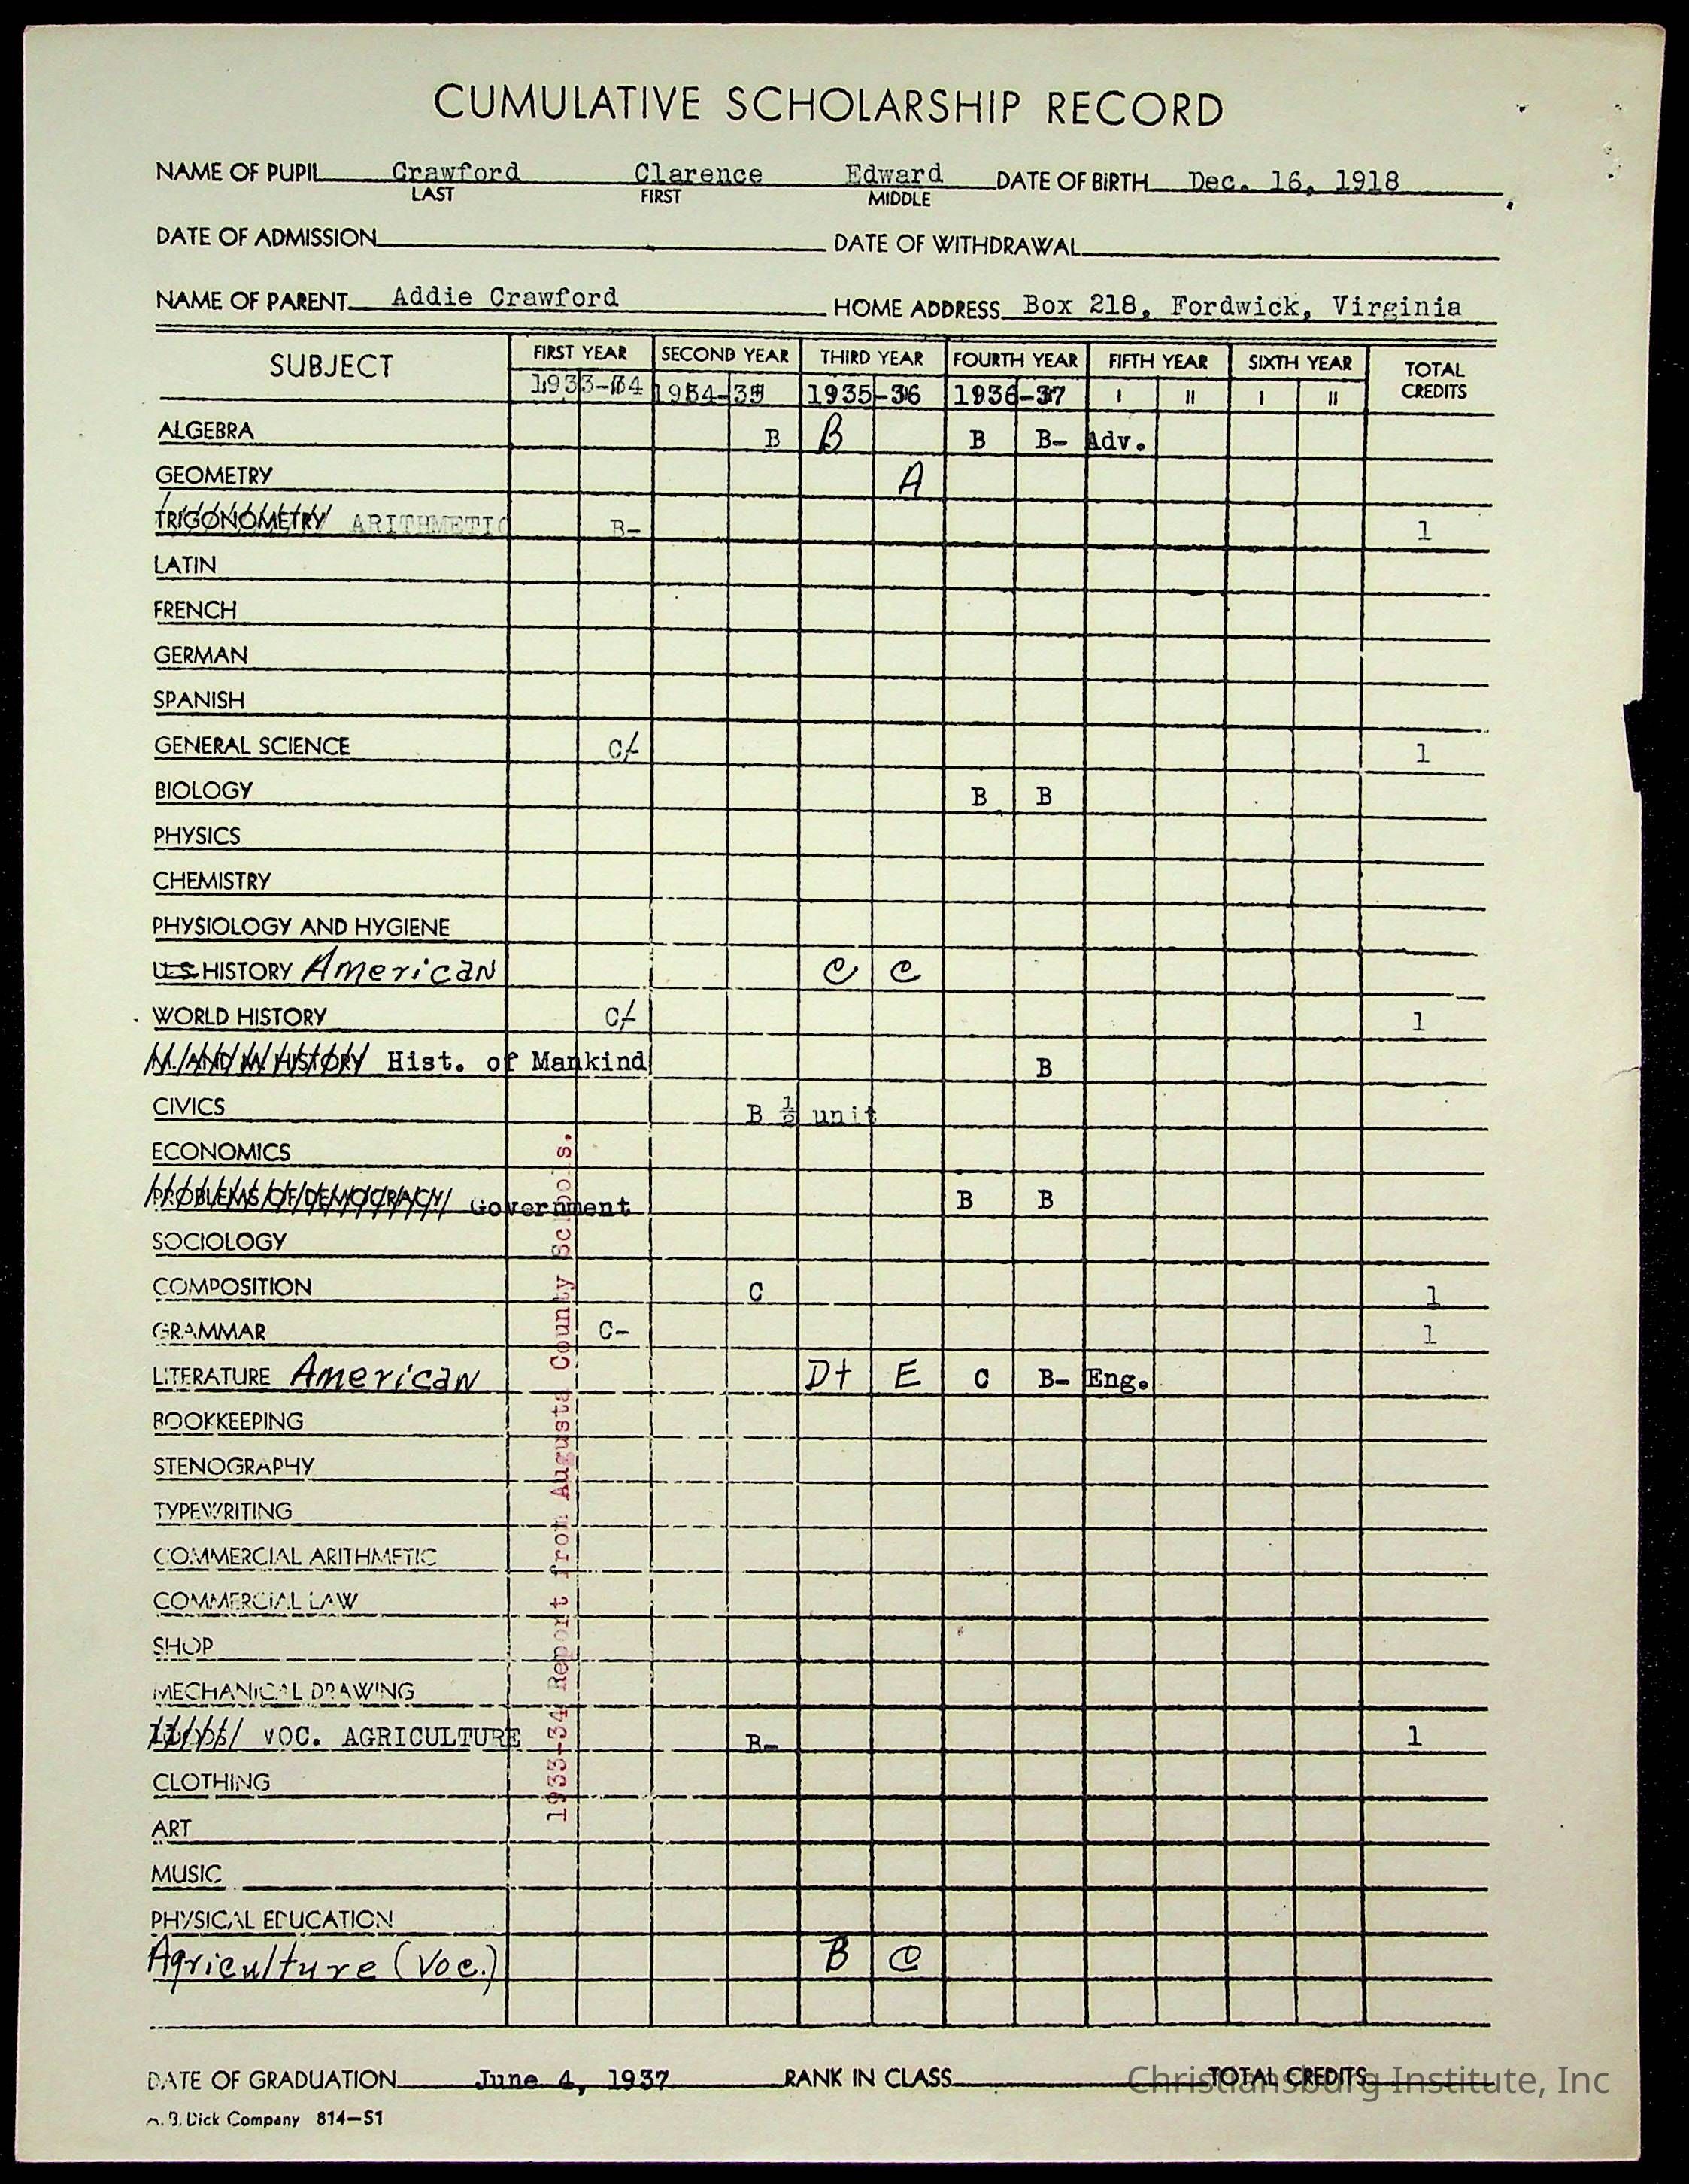 CUMULATIVE SCHOLARSHIP RECORD
NAME OF PUPIL Crawford Clarence Edward DATE OF BIRTH Dec. 16, 1918
LAST FIRST MIDDLE
DATE OF ADMISSION DATE OF WITHDRAWAL
NAME OF PARENT Addie Crawford HOME ADDRESS Box 218, Fordwick, Virginia
SUBJECT FIRST YEAR SECOND YEAR THIRD YEAR FOURTH YEAR FIFTH YEAR SIXTH YEAR TOTAL CREDITS
1933-34 1934-35 1935-36 1936-37 I II I II
ALGEBRA B B B B- Adv.
GEOMETRY A
TRIGONOMETRY ARITHMETIC B- 1
LATIN
FRENCH
GERMAN
SPANISH
GENERAL SCIENCE C/- 1
BIOLOGY B B
PHYSICS
CHEMISTRY
PHYSIOLOGY AND HYGIENE
U.S. HISTORY American C C
WORLD HISTORY C/- 1
M. AND M. HISTORY Hist. of Mankind B
CIVICS B ½ unit
ECONOMICS
PROBLEMS OF DEMOCRACY Government B B
SOCIOLOGY
COMPOSITION C 1
GRAMMAR C- 1
LITERATURE American D+ E C B- Eng.
BOOKKEEPING
STENOGRAPHY
TYPEWRITING
COMMERCIAL ARITHMETIC
COMMERCIAL LAW
SHOP
MECHANICAL DRAWING
VOC. AGRICULTURE B- 1
CLOTHING
ART
MUSIC
PHYSICAL EDUCATION
Agriculture (Voc.) B C
1933-34 Report from Augusta County Schools.
DATE OF GRADUATION June 4, 1937 RANK IN CLASS TOTAL CREDITS
Christiansburg Institute, Inc
A. B. Dick Company 814-S1